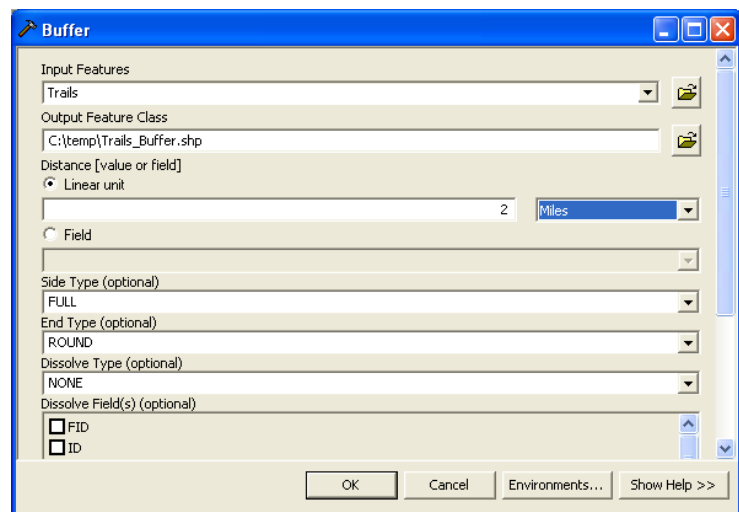 Buffer
Input Features
Trails
Output Feature Class
C:\temp\Trails_Buffer.shp
Distance [value or field]
Linear unit
2 Miles
Field
Side Type (optional)
FULL
End Type (optional)
ROUND
Dissolve Type (optional)
NONE
Dissolve Field(s) (optional)
FID
ID
OK Cancel Environments... Show Help >>